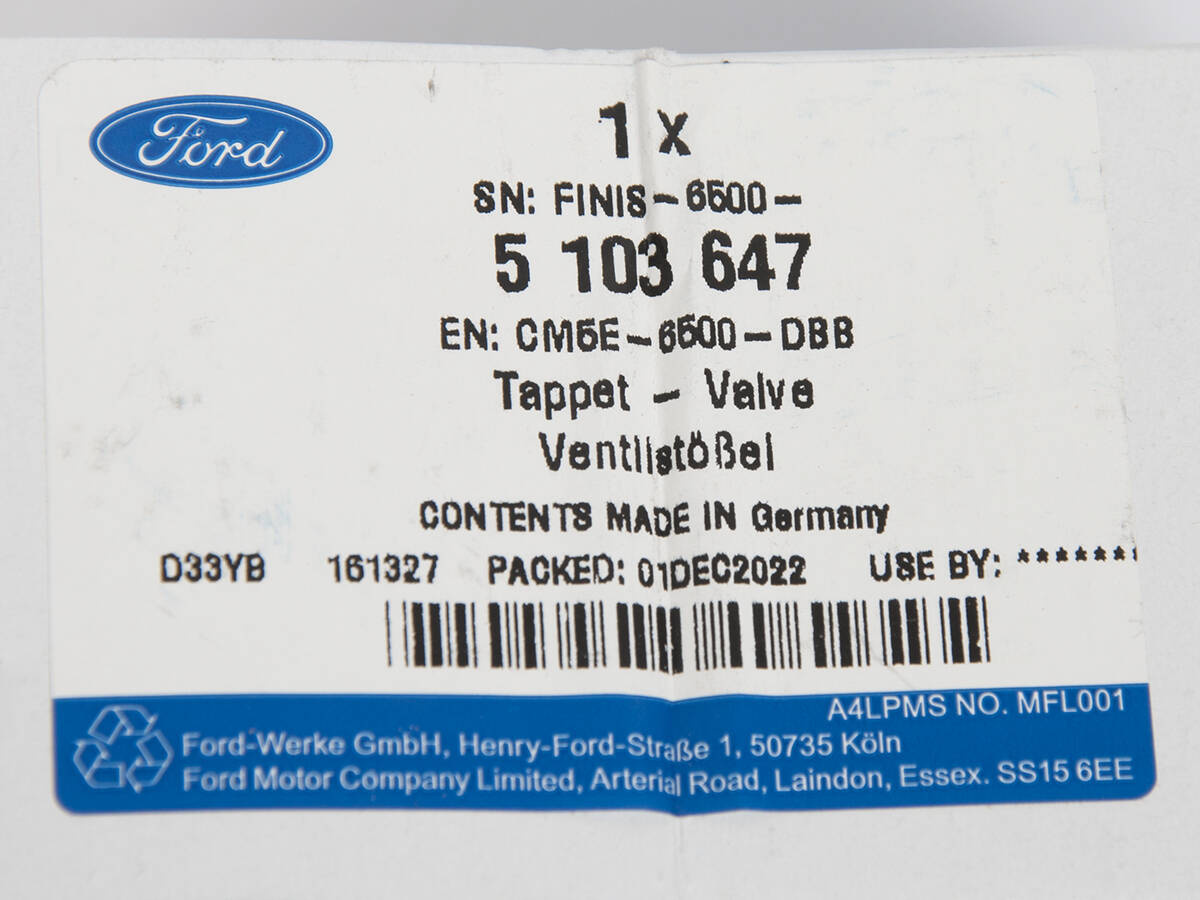 Ford
1 x
SN: FINIS-6500-
5 103 647
EN: CM5E-6500-DBB
Tappet - Valve
Ventilstößel
CONTENTS MADE IN Germany
D33YB 161327 PACKED: 01DEC2022 USE BY: *******
A4LPMS NO. MFL001
Ford-Werke GmbH, Henry-Ford-Straße 1, 50735 Köln
Ford Motor Company Limited, Arterial Road, Laindon, Essex. SS15 6EE